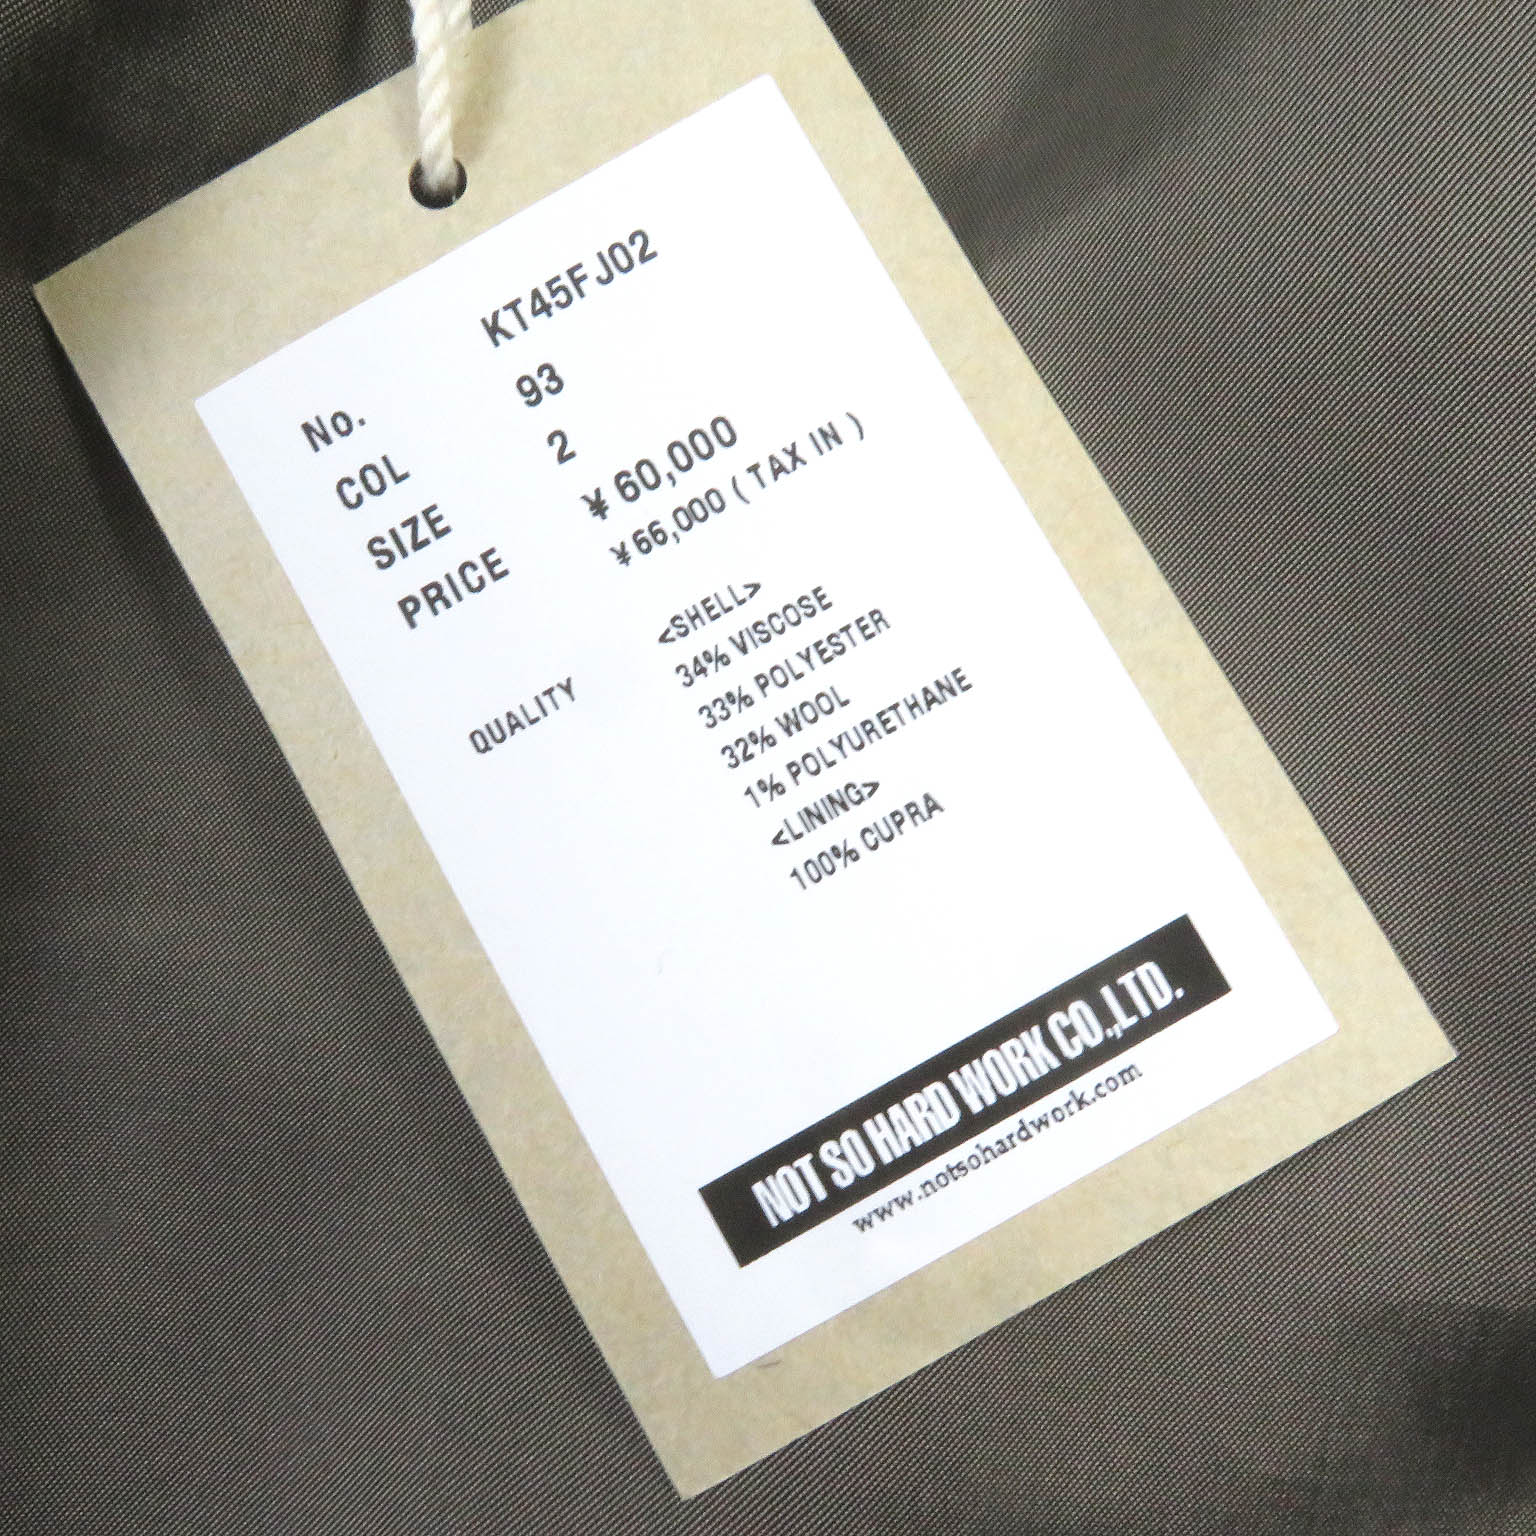 No. KT45FJ02
COL 93
SIZE 2
PRICE ¥60,000
¥66,000 ( TAX IN )
QUALITY
<SHELL>
34% VISCOSE
33% POLYESTER
32% WOOL
1% POLYURETHANE
<LINING>
100% CUPRA
NOT SO HARD WORK CO.,LTD.
www.notsohardwork.com